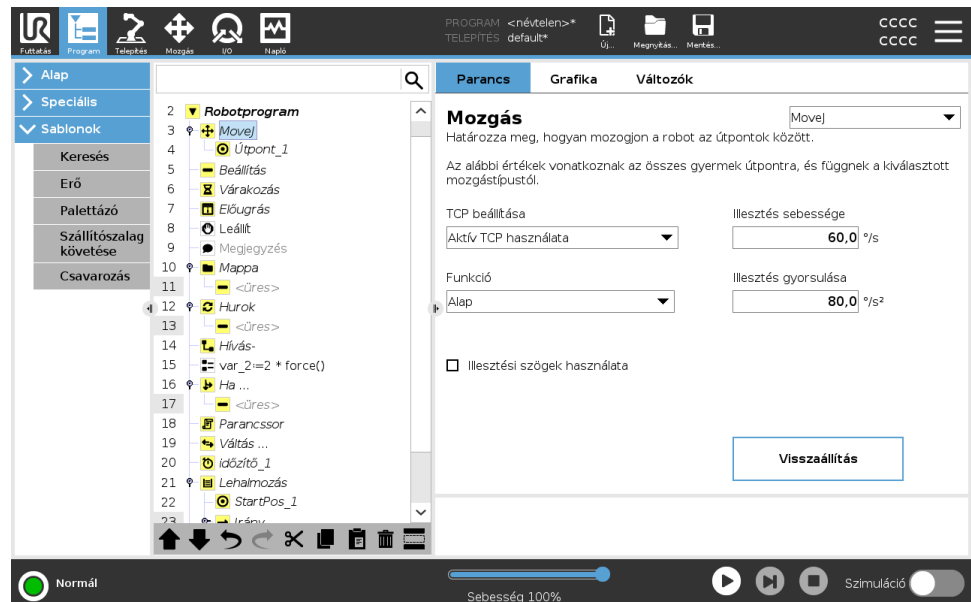 Futtatás
Program
Telepítés
Mozgás
I/O
Napló
PROGRAM <névtelen>*
TELEPÍTÉS default*
Új...
Megnyitás...
Mentés...
CCCC
CCCC
Alap
Speciális
Sablonok
Keresés
Erő
Palettázó
Szállítószalag
követése
Csavarozás
2 Robotprogram
3 MoveJ
4 Útpont_1
5 Beállítás
6 Várakozás
7 Előugrás
8 Leállít
9 Megjegyzés
10 Mappa
11 <üres>
12 Hurok
13 <üres>
14 Hívás-
15 var_2:=2 * force()
16 Ha ...
17 <üres>
18 Parancssor
19 Váltás ...
20 időzítő_1
21 Lehalmozás
22 StartPos_1
23 Irány
Parancs
Grafika
Változók
Mozgás
MoveJ
Határozza meg, hogyan mozogjon a robot az útpontok között.
Az alábbi értékek vonatkoznak az összes gyermek útpontra, és függnek a kiválasztott
mozgástípustól.
TCP beállítása
Illesztés sebessége
Aktív TCP használata
60,0 °/s
Funkció
Illesztés gyorsulása
Alap
80,0 °/s²
Illesztési szögek használata
Visszaállítás
Normál
Sebesség 100%
Szimuláció